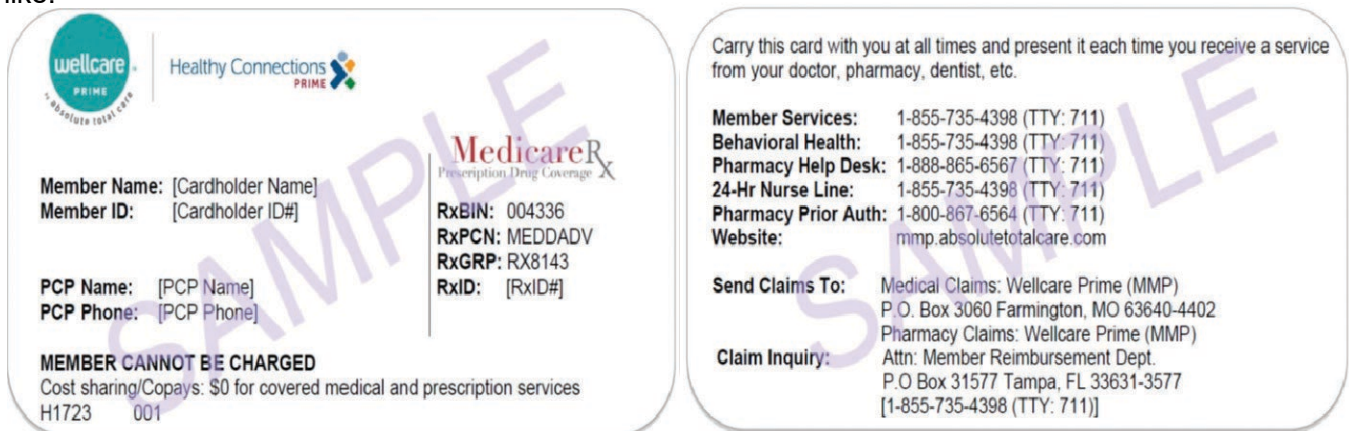 like:
wellcare
PRIME
by absolute total care
Healthy Connections
PRIME
MedicareRx
Prescription Drug Coverage
Member Name: [Cardholder Name]
Member ID: [Cardholder ID#]
RxBIN: 004336
RxPCN: MEDDADV
RxGRP: RX8143
RxID: [RxID#]
PCP Name: [PCP Name]
PCP Phone: [PCP Phone]
MEMBER CANNOT BE CHARGED
Cost sharing/Copays: $0 for covered medical and prescription services
H1723 001
SAMPLE
Carry this card with you at all times and present it each time you receive a service
from your doctor, pharmacy, dentist, etc.
Member Services: 1-855-735-4398 (TTY: 711)
Behavioral Health: 1-855-735-4398 (TTY: 711)
Pharmacy Help Desk: 1-888-865-6567 (TTY: 711)
24-Hr Nurse Line: 1-855-735-4398 (TTY: 711)
Pharmacy Prior Auth: 1-800-867-6564 (TTY: 711)
Website: mmp.absolutetotalcare.com
Send Claims To: Medical Claims: Wellcare Prime (MMP)
P.O. Box 3060 Farmington, MO 63640-4402
Pharmacy Claims: Wellcare Prime (MMP)
Claim Inquiry: Attn: Member Reimbursement Dept.
P.O Box 31577 Tampa, FL 33631-3577
[1-855-735-4398 (TTY: 711)]
SAMPLE